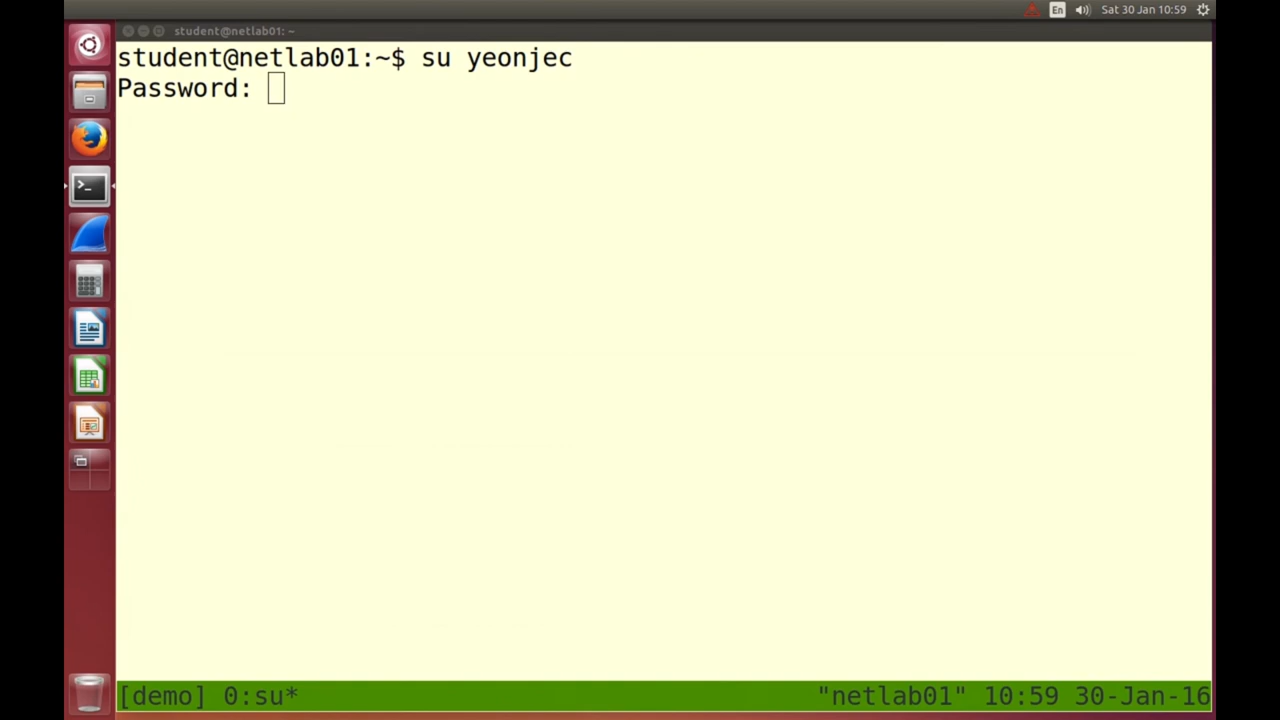 En Sat 30 Jan 10:59
student@netlab01: ~
student@netlab01:~$ su yeonjec
Password:
[demo] 0:su* "netlab01" 10:59 30-Jan-16